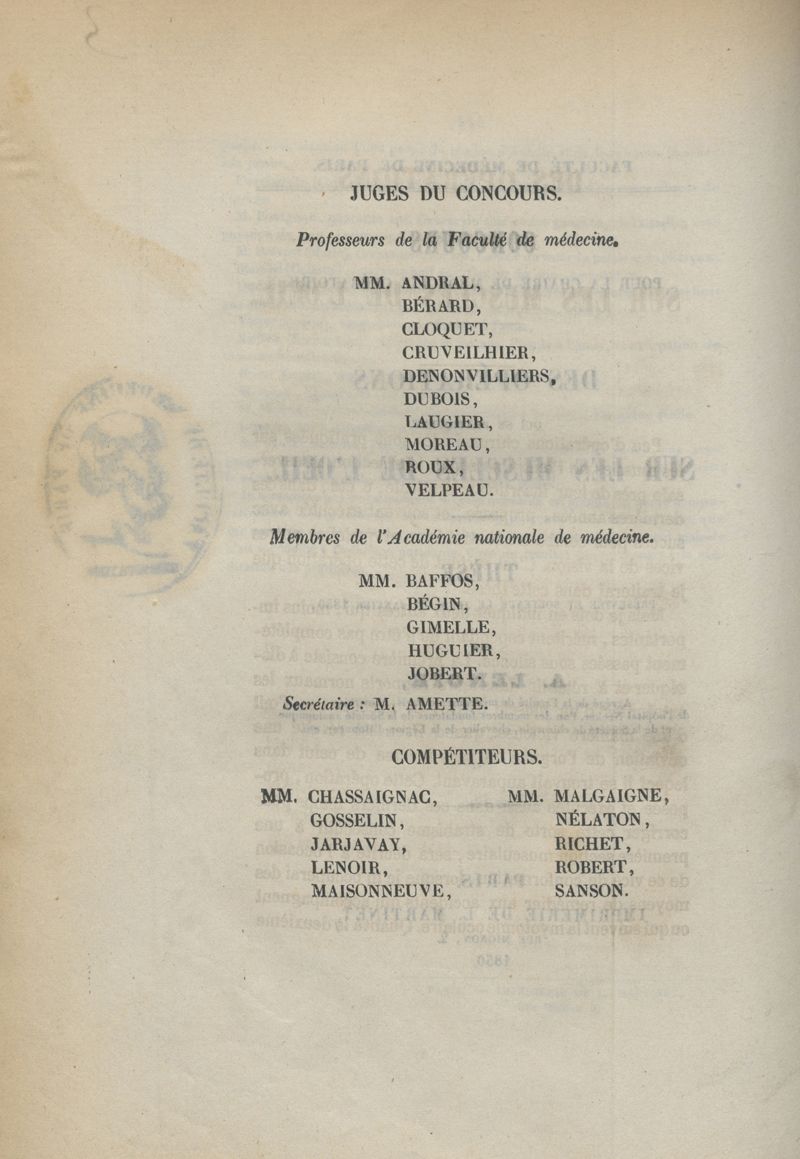 JUGES DU CONCOURS.
Professeurs de la Faculté de médecine.
MM. ANDRAL,
BÉRARD,
CLOQUET,
CRUVEILHIER,
DENONVILLIERS,
DUBOIS,
LAUGIER,
MOREAU,
ROUX,
VELPEAU.
Membres de l'Académie nationale de médecine.
MM. BAFFOS,
BÉGIN,
GIMELLE,
HUGUIER,
JOBERT.
Secrétaire : M. AMETTE.
COMPÉTITEURS.
MM. CHASSAIGNAC,
GOSSELIN,
JARJAVAY,
LENOIR,
MAISONNEUVE,
MM. MALGAIGNE,
NÉLATON,
RICHET,
ROBERT,
SANSON.